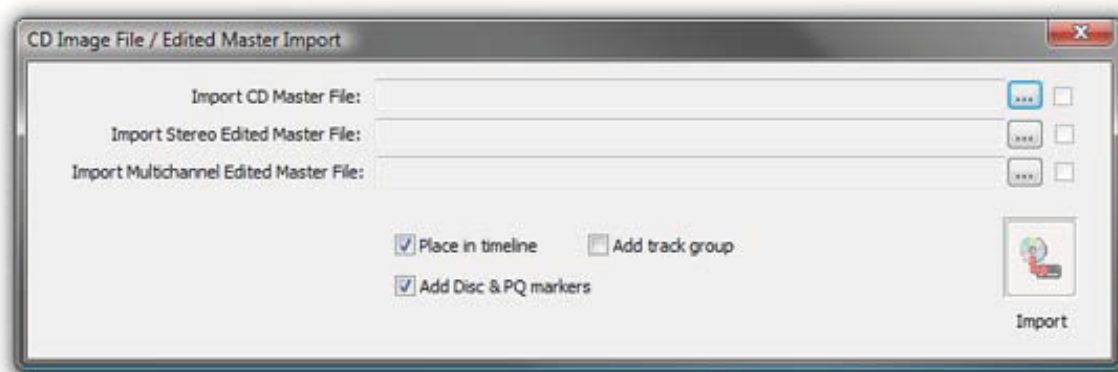 CD Image File / Edited Master Import
Import CD Master File: ...
Import Stereo Edited Master File: ...
Import Multichannel Edited Master File: ...
Place in timeline Add track group
Add Disc & PQ markers
Import